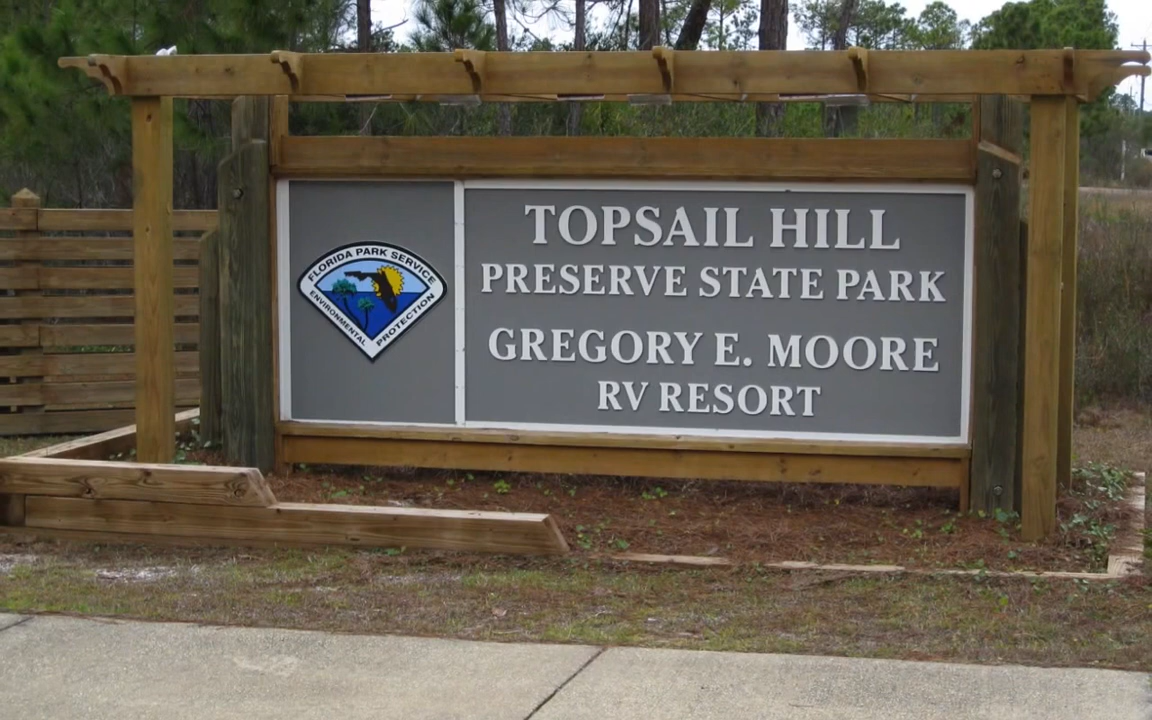 FLORIDA PARK SERVICE
ENVIRONMENTAL PROTECTION
TOPSAIL HILL
PRESERVE STATE PARK
GREGORY E. MOORE
RV RESORT